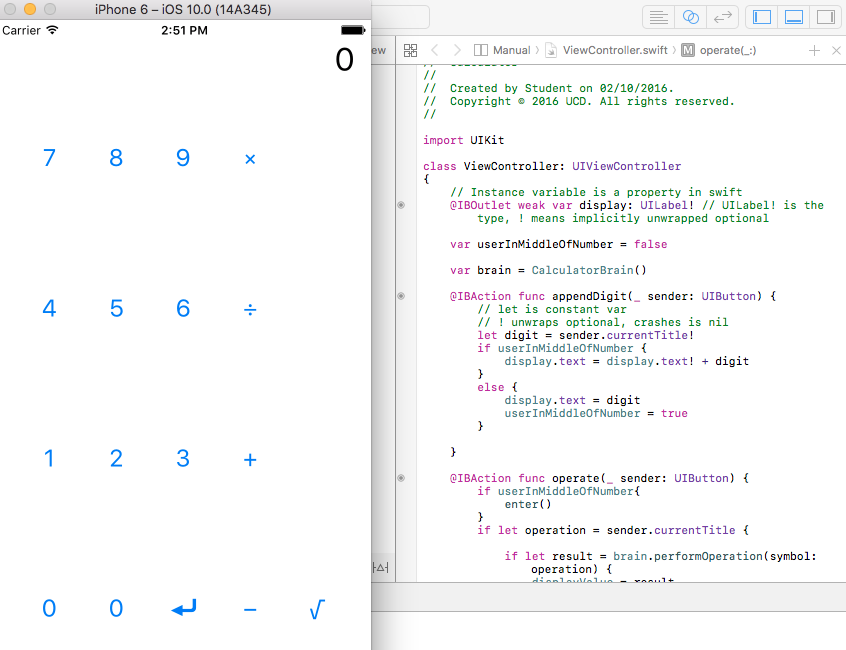 iPhone 6 – iOS 10.0 (14A345)
Carrier
2:51 PM
0
7 8 9 ×
4 5 6 ÷
1 2 3 +
0 0 − √
ew
Manual
ViewController.swift
M operate(_:)
//
// Created by Student on 02/10/2016.
// Copyright © 2016 UCD. All rights reserved.
//
import UIKit
class ViewController: UIViewController
{
// Instance variable is a property in swift
@IBOutlet weak var display: UILabel! // UILabel! is the
type, ! means implicitly unwrapped optional
var userInMiddleOfNumber = false
var brain = CalculatorBrain()
@IBAction func appendDigit(_ sender: UIButton) {
// let is constant var
// ! unwraps optional, crashes is nil
let digit = sender.currentTitle!
if userInMiddleOfNumber {
display.text = display.text! + digit
}
else {
display.text = digit
userInMiddleOfNumber = true
}
}
@IBAction func operate(_ sender: UIButton) {
if userInMiddleOfNumber{
enter()
}
if let operation = sender.currentTitle {
if let result = brain.performOperation(symbol:
operation) {
displayValue = result